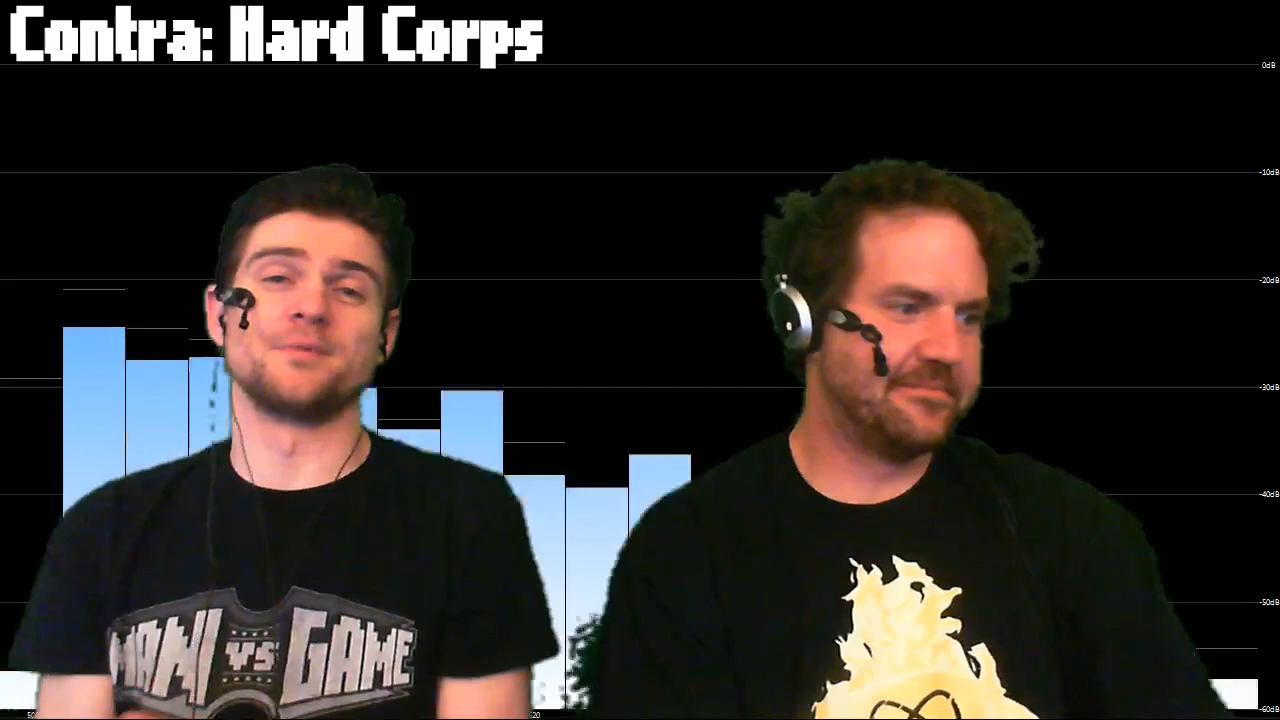 Contra: Hard Corps
0dB
-10dB
-20dB
-30dB
-40dB
-50dB
-60dB
MAN VS GAME